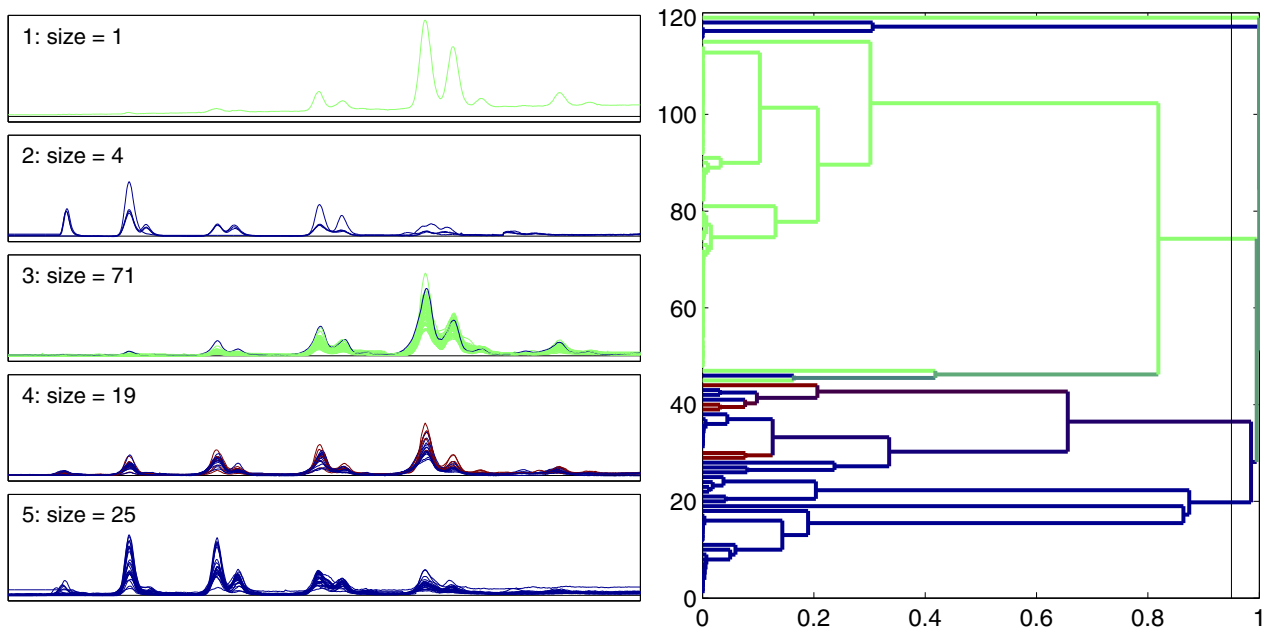 1: size = 1
2: size = 4
3: size = 71
4: size = 19
5: size = 25
120
100
80
60
40
20
0
0 0.2 0.4 0.6 0.8 1